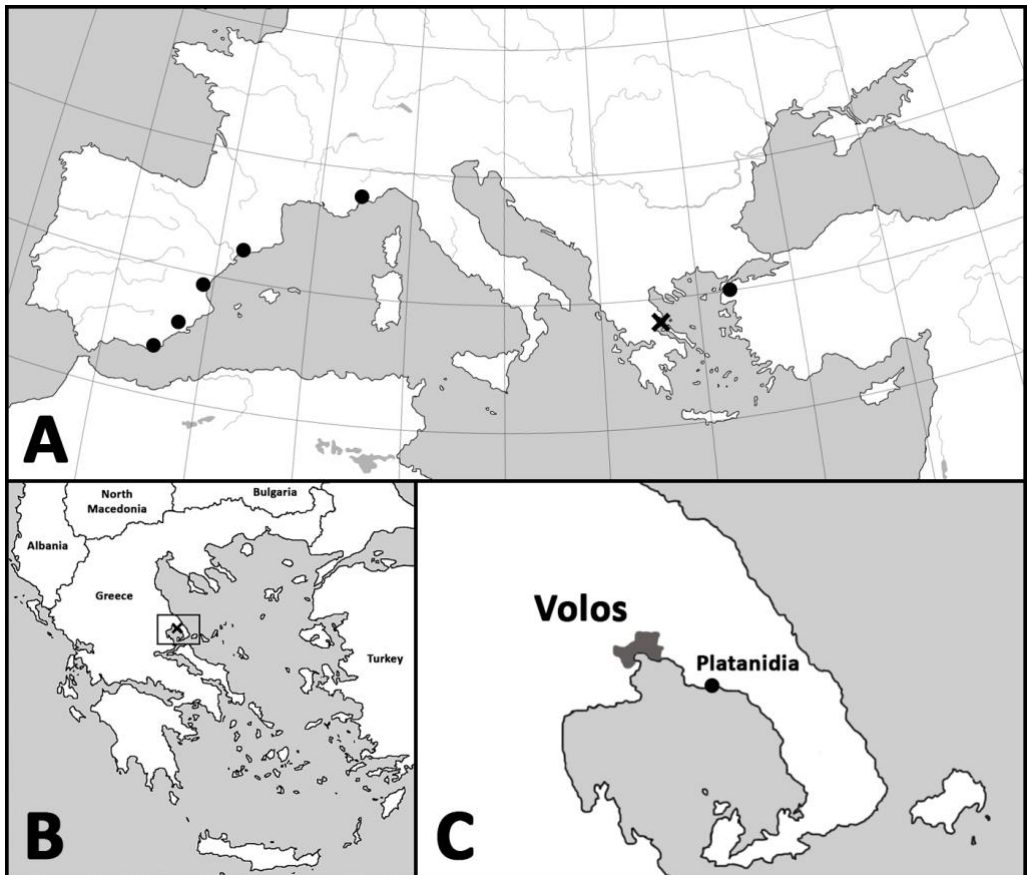 A
North
Macedonia
Bulgaria
Albania
Greece
Turkey
B
Volos
Platanidia
C